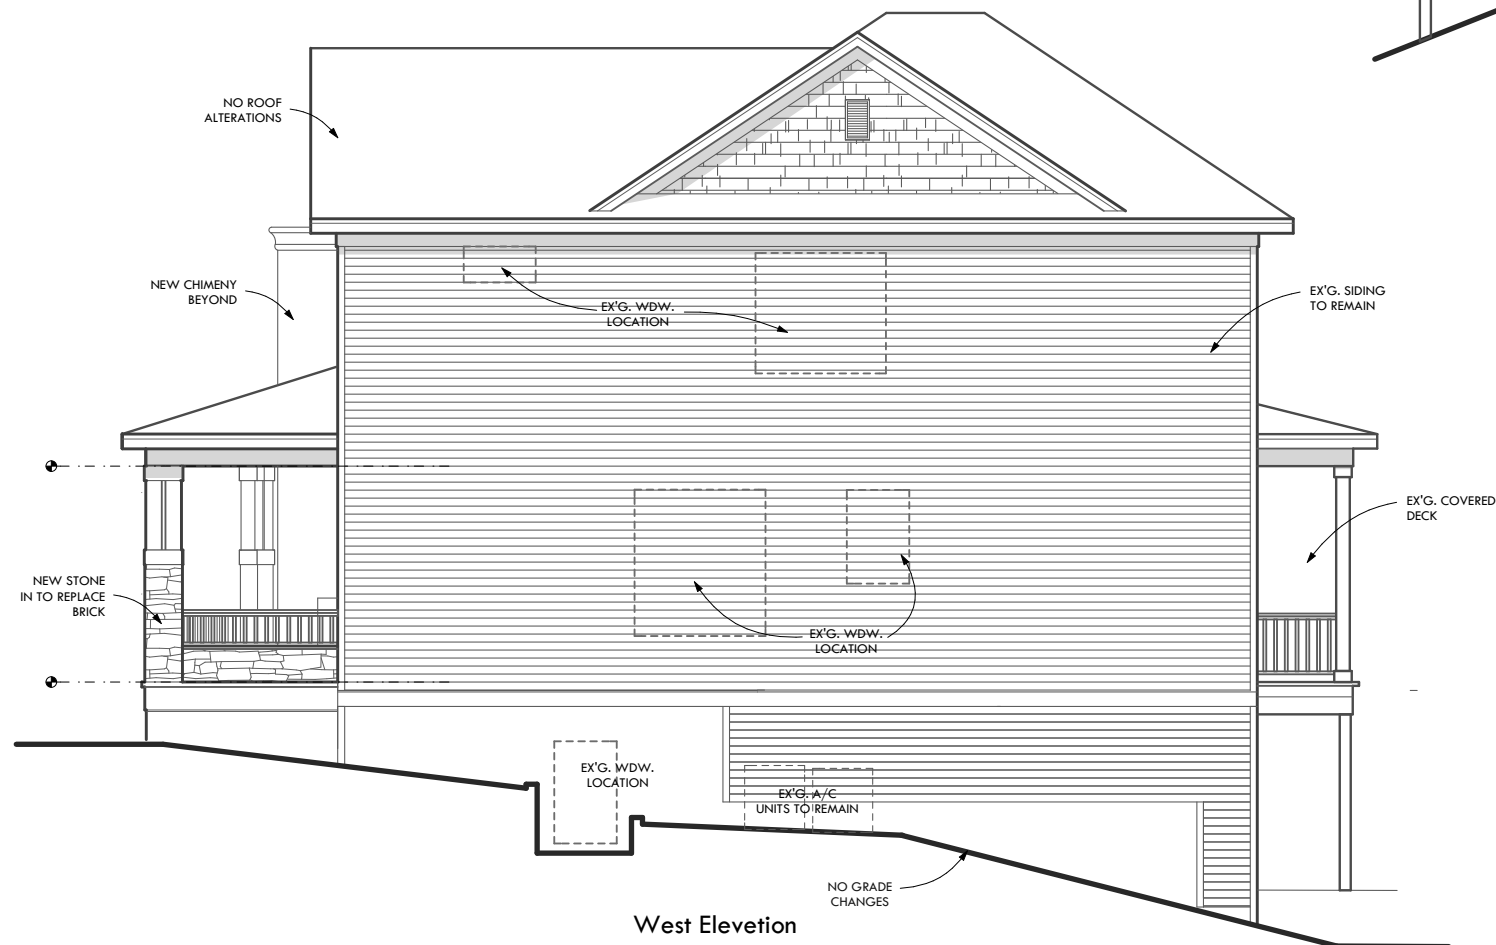 NO ROOF
ALTERATIONS
NEW CHIMENY
BEYOND
EX'G. WDW.
LOCATION
EX'G. SIDING
TO REMAIN
EX'G. COVERED
DECK
NEW STONE
IN TO REPLACE
BRICK
EX'G. WDW.
LOCATION
EX'G. WDW.
LOCATION
EX'G. A/C
UNITS TO REMAIN
NO GRADE
CHANGES
West Elevetion